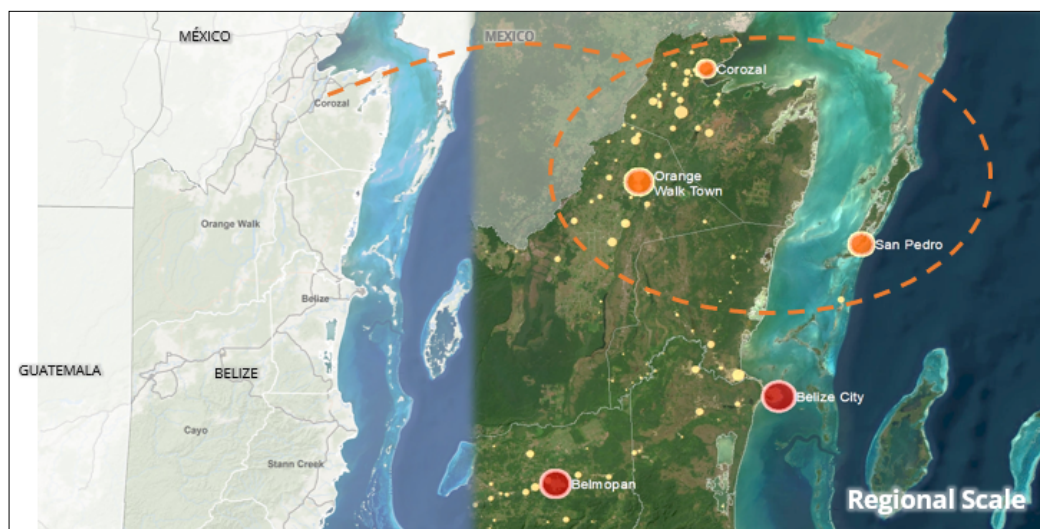 MÉXICO
MEXICO
Corozal
Corozal
Orange
Walk Town
Orange Walk
San Pedro
Belize
GUATEMALA
BELIZE
Belize City
Cayo
Stann Creek
Belmopan
Regional Scale